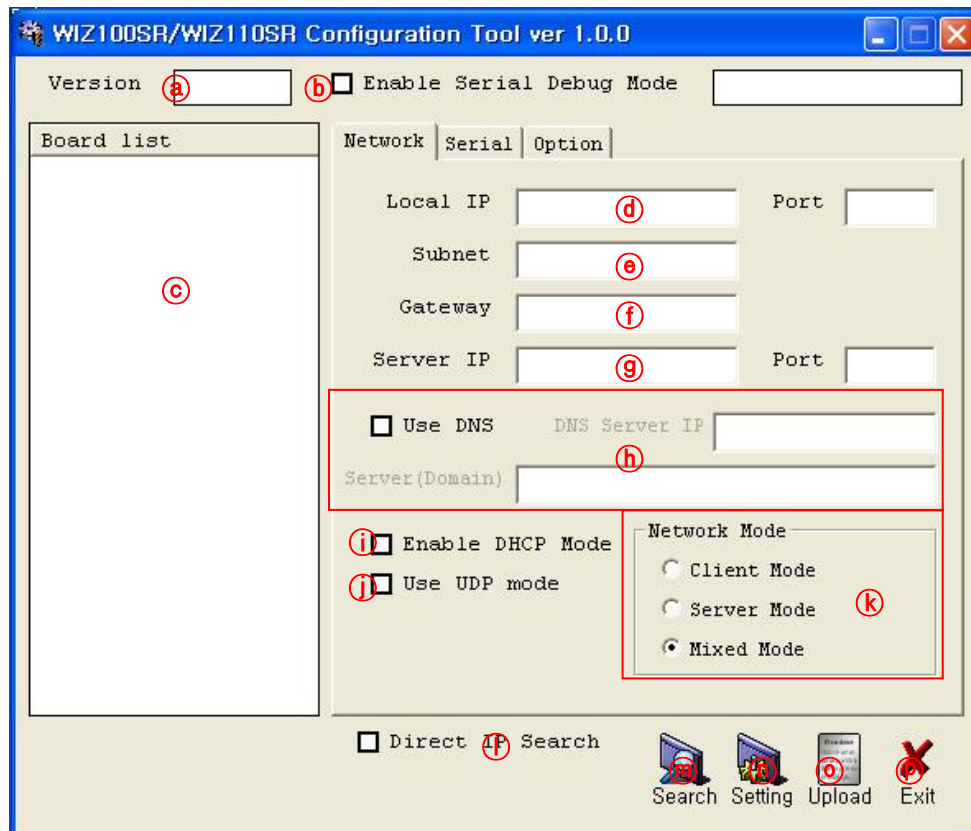 WIZ100SR/WIZ110SR Configuration Tool ver 1.0.0
Version ⓐ ⓑ Enable Serial Debug Mode
Board list
ⓒ
Network Serial Option
Local IP ⓓ Port
Subnet ⓔ
Gateway ⓕ
Server IP ⓖ Port
Use DNS DNS Server IP
ⓗ
Server(Domain)
ⓘ Enable DHCP Mode
ⓙ Use UDP mode
Network Mode
Client Mode
Server Mode ⓚ
Mixed Mode
Direct IP Search ⓛ
ⓜ Search
ⓝ Setting
ⓞ Upload
ⓟ Exit